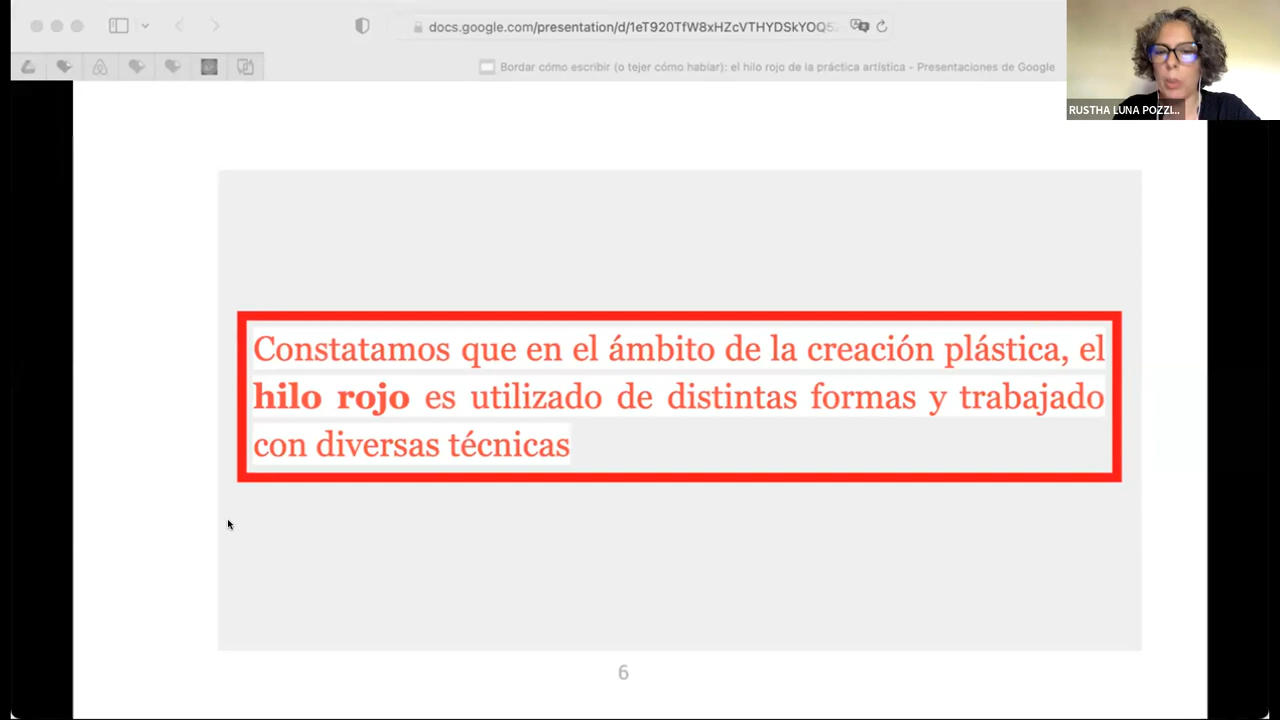 docs.google.com/presentation/d/1eT920TfW8xHZcVTHYDSkYOQ5
Bordar cómo escribir (o tejer cómo hablar): el hilo rojo de la práctica artística - Presentaciones de Google
RUSTHA LUNA POZZI...
Constatamos que en el ámbito de la creación plástica, el
hilo rojo es utilizado de distintas formas y trabajado
con diversas técnicas
6